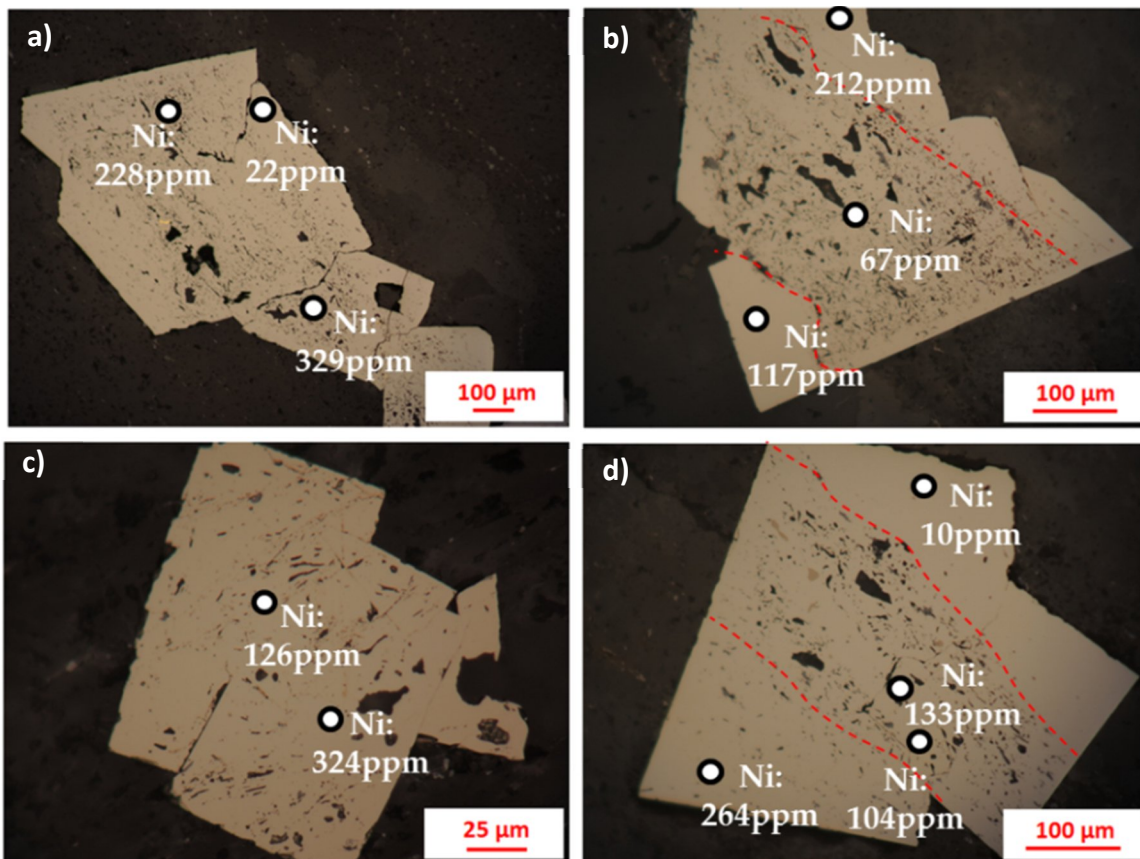 a)
Ni:
228ppm
Ni:
22ppm
Ni:
329ppm
100 µm
b)
Ni:
212ppm
Ni:
67ppm
Ni:
117ppm
100 µm
c)
Ni:
126ppm
Ni:
324ppm
25 µm
d)
Ni:
10ppm
Ni:
133ppm
Ni:
104ppm
Ni:
264ppm
100 µm